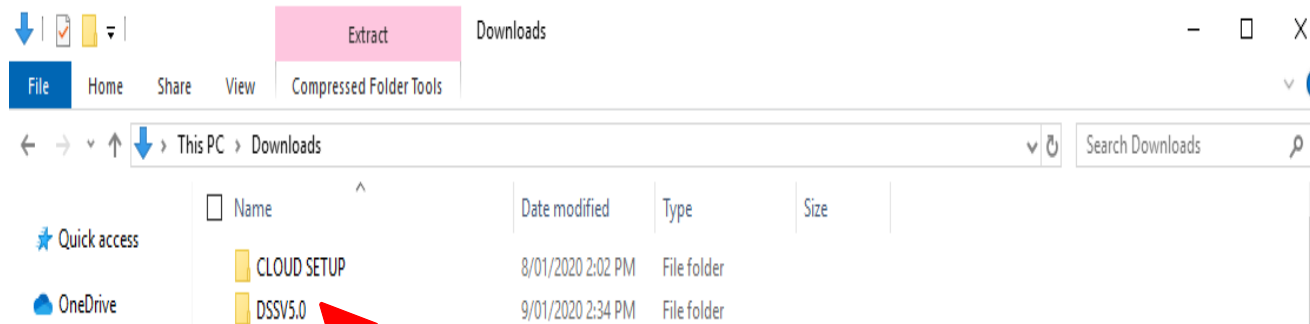 Extract Downloads
File Home Share View Compressed Folder Tools
This PC Downloads Search Downloads
Name Date modified Type Size
Quick access
CLOUD SETUP 8/01/2020 2:02 PM File folder
OneDrive
DSSV5.0 9/01/2020 2:34 PM File folder